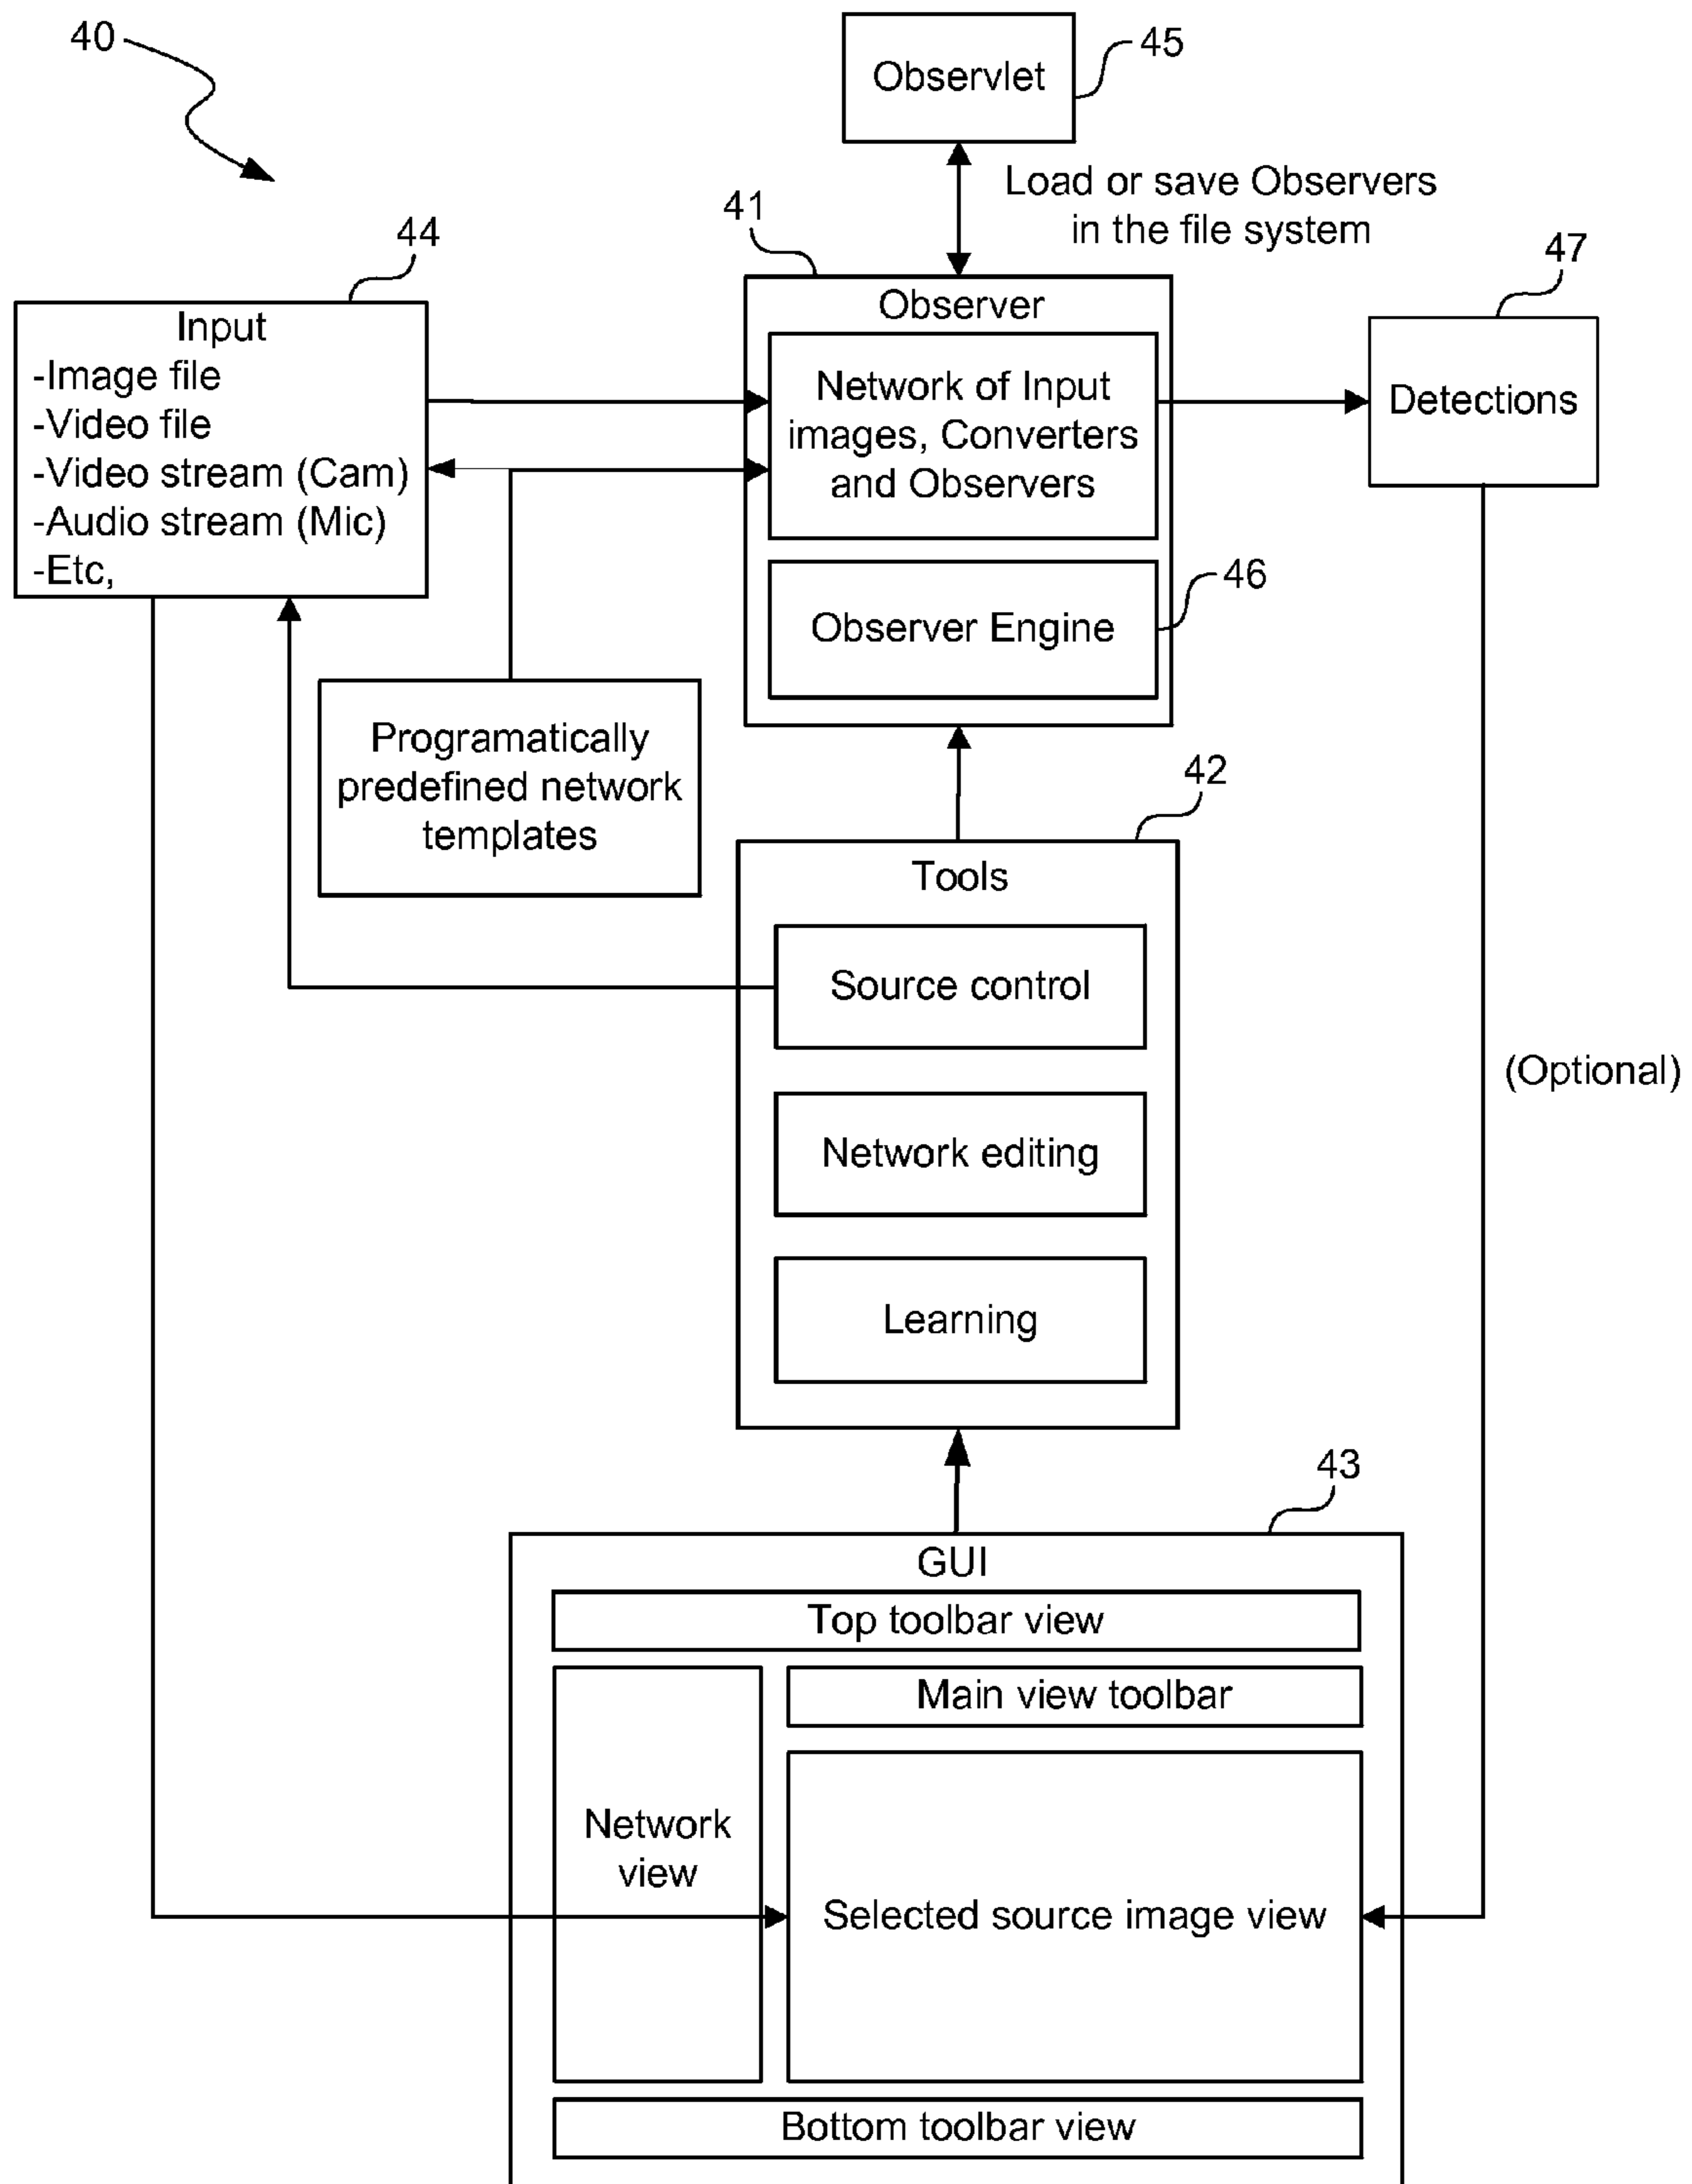 40
Observlet
45
Load or save Observers
in the file system
41
44
47
Input
-Image file
-Video file
-Video stream (Cam)
-Audio stream (Mic)
-Etc,
Observer
Network of Input
images, Converters
and Observers
Detections
46
Observer Engine
Programatically
predefined network
templates
42
Tools
Source control
Network editing
Learning
(Optional)
43
GUI
Top toolbar view
Main view toolbar
Network
view
Selected source image view
Bottom toolbar view